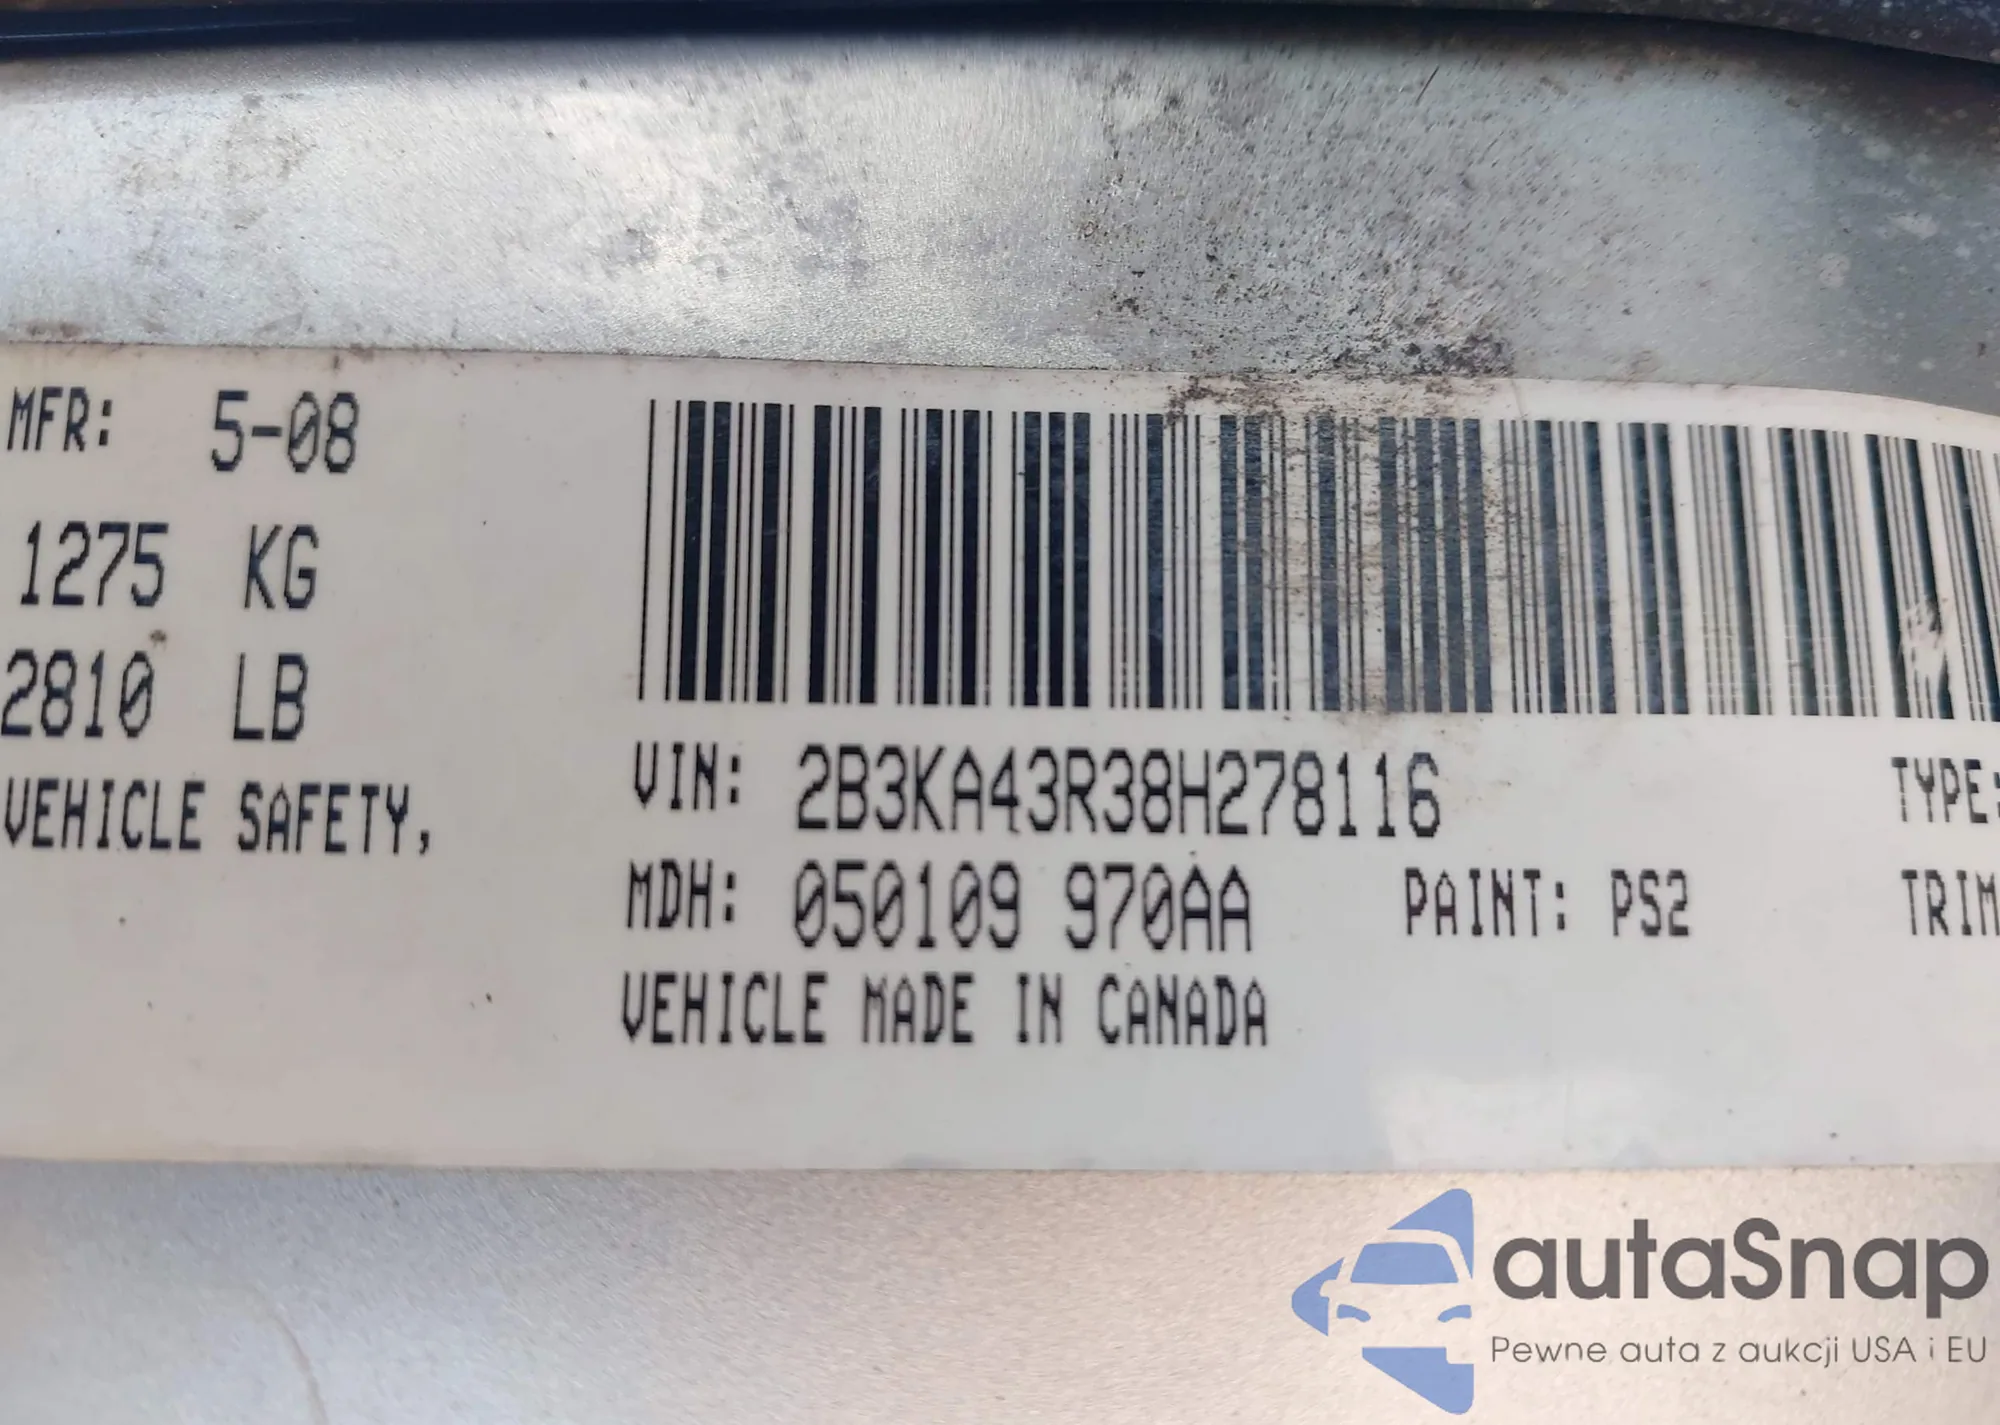 MFR: 5-08
1275 KG
2810 LB
VEHICLE SAFETY,
VIN: 2B3KA43R38H278116
TYPE:
MDH: 050109 970AA
PAINT: PS2
TRIM
VEHICLE MADE IN CANADA
autaSnap
Pewne auta z aukcji USA i EU